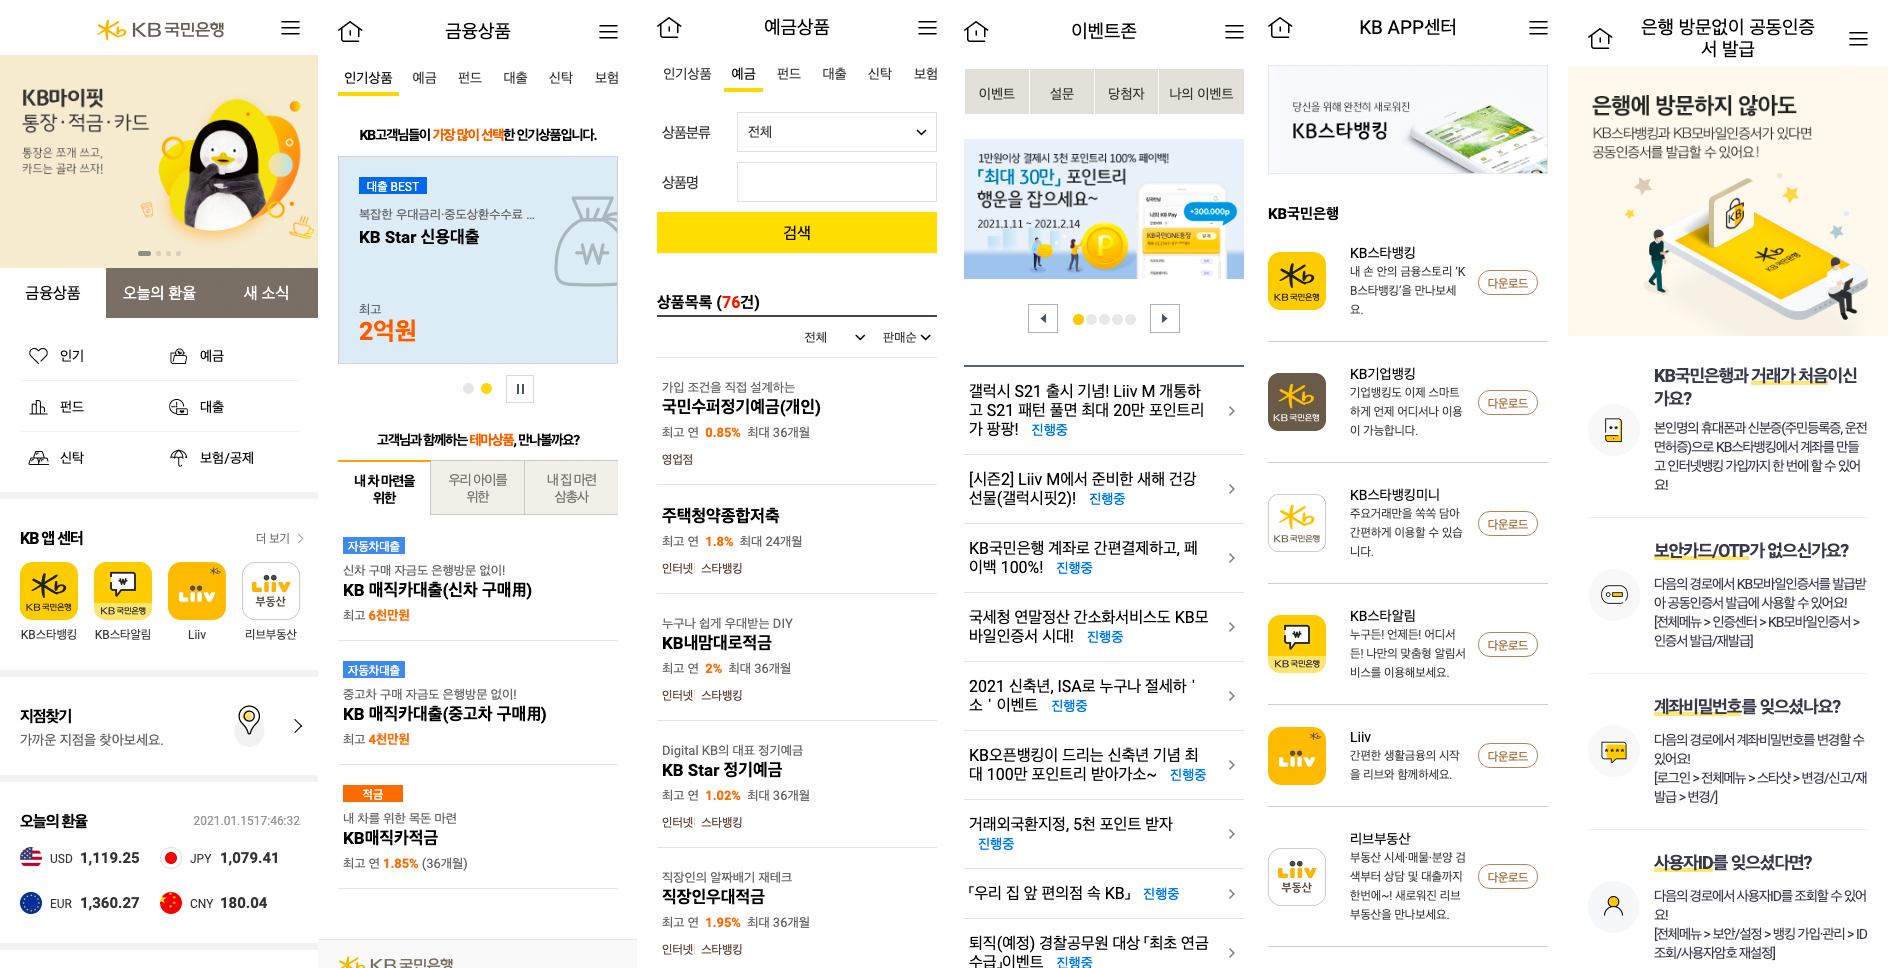 KB 국민은행
KB마이핏
통장·적금·카드
통장은 포개 쓰고,
카드는 골라 쓰자!
금융상품
오늘의 환율
새 소식
인기
예금
펀드
대출
신탁
보험/공제
KB 앱 센터
더 보기
KB 국민은행
KB 국민은행
Liiv
Liiv 부동산
KB스타뱅킹
KB스타알림
Liiv
리브부동산
지점찾기
가까운 지점을 찾아보세요.
오늘의 환율
2021.01.1517:46:32
USD 1,119.25
JPY 1,079.41
EUR 1,360.27
CNY 180.04
금융상품
인기상품
예금
펀드
대출
신탁
보험
KB고객님들이 가장 많이 선택한 인기상품입니다.
대출 BEST
복잡한 우대금리·중도상환수수료 ...
KB Star 신용대출
최고
2억원
고객님과 함께하는 테마상품, 만나볼까요?
내 차 마련을
위한
우리 아이를
위한
내 집 마련
삼총사
자동차대출
신차 구매 자금도 은행방문 없이!
KB 매직카대출(신차 구매用)
최고 6천만원
자동차대출
중고차 구매 자금도 은행방문 없이!
KB 매직카대출(중고차 구매用)
최고 4천만원
적금
내 차를 위한 목돈 마련
KB매직카적금
최고 연 1.85% (36개월)
KB 국민은행
예금상품
인기상품
예금
펀드
대출
신탁
보험
상품분류
전체
상품명
검색
상품목록 (76건)
전체
판매순
가입 조건을 직접 설계하는
국민수퍼정기예금(개인)
최고 연 0.85% 최대 36개월
영업점
주택청약종합저축
최고 연 1.8% 최대 24개월
인터넷 스타뱅킹
누구나 쉽게 우대받는 DIY
KB내맘대로적금
최고 연 2% 최대 36개월
인터넷 스타뱅킹
Digital KB의 대표 정기예금
KB Star 정기예금
최고 연 1.02% 최대 36개월
인터넷 스타뱅킹
직장인의 알짜배기 재테크
직장인우대적금
최고 연 1.95% 최대 36개월
인터넷 스타뱅킹
이벤트존
이벤트
설문
당첨자
나의 이벤트
1만원이상 결제시 3천 포인트리 100% 페이백!
「최대 30만」 포인트리
행운을 잡으세요~
2021.1.11 ~ 2021.2.14
+300,000p
갤럭시 S21 출시 기념! Liiv M 개통하
고 S21 패턴 풀면 최대 20만 포인트리
가 팡팡! 진행중
[시즌2] Liiv M에서 준비한 새해 건강
선물(갤럭시핏2)! 진행중
KB국민은행 계좌로 간편결제하고, 페
이백 100%! 진행중
국세청 연말정산 간소화서비스도 KB모
바일인증서 시대! 진행중
2021 신축년, ISA로 누구나 절세하 '
소 ' 이벤트 진행중
KB오픈뱅킹이 드리는 신축년 기념 최
대 100만 포인트리 받아가소~ 진행중
거래외국환지정, 5천 포인트 받자
진행중
「우리 집 앞 편의점 속 KB」 진행중
퇴직(예정) 경찰공무원 대상 「최초 연금
수급」이벤트 진행중
KB APP센터
당신을 위해 완전히 새로워진
KB스타뱅킹
KB국민은행
KB 국민은행
KB스타뱅킹
내 손 안의 금융스토리 'K
B스타뱅킹'을 만나보세
요.
다운로드
KB 국민은행
KB기업뱅킹
기업뱅킹도 이제 스마트
하게 언제 어디서나 이용
이 가능합니다.
다운로드
KB 국민은행
KB스타뱅킹미니
주요거래만을 쏙쏙 담아
간편하게 이용할 수 있습
니다.
다운로드
KB 국민은행
KB스타알림
누구든! 언제든! 어디서
든! 나만의 맞춤형 알림서
비스를 이용해보세요.
다운로드
Liiv
Liiv
간편한 생활금융의 시작
을 리브와 함께하세요.
다운로드
Liiv 부동산
리브부동산
부동산 시세·매물·분양 검
색부터 상담 및 대출까지
한번에~! 새로워진 리브
부동산을 만나보세요.
다운로드
은행 방문없이 공동인증
서 발급
은행에 방문하지 않아도
KB스타뱅킹과 KB모바일인증서가 있다면
공동인증서를 발급할 수 있어요!
KB
KB국민은행과 거래가 처음이신
가요?
본인명의 휴대폰과 신분증(주민등록증, 운전
면허증)으로 KB스타뱅킹에서 계좌를 만들
고 인터넷뱅킹 가입까지 한 번에 할 수 있어
요!
보안카드/OTP가 없으신가요?
다음의 경로에서 KB모바일인증서를 발급받
아 공동인증서 발급에 사용할 수 있어요!
[전체메뉴 > 인증센터 > KB모바일인증서 >
인증서 발급/재발급]
계좌비밀번호를 잊으셨나요?
다음의 경로에서 계좌비밀번호를 변경할 수
있어요!
[로그인 > 전체메뉴 > 스타샷 > 변경/신고/재
발급 > 변경/]
사용자ID를 잊으셨다면?
다음의 경로에서 사용자ID를 조회할 수 있어
요!
[전체메뉴 > 보안/설정 > 뱅킹 가입·관리 > ID
조회/사용자암호 재설정]